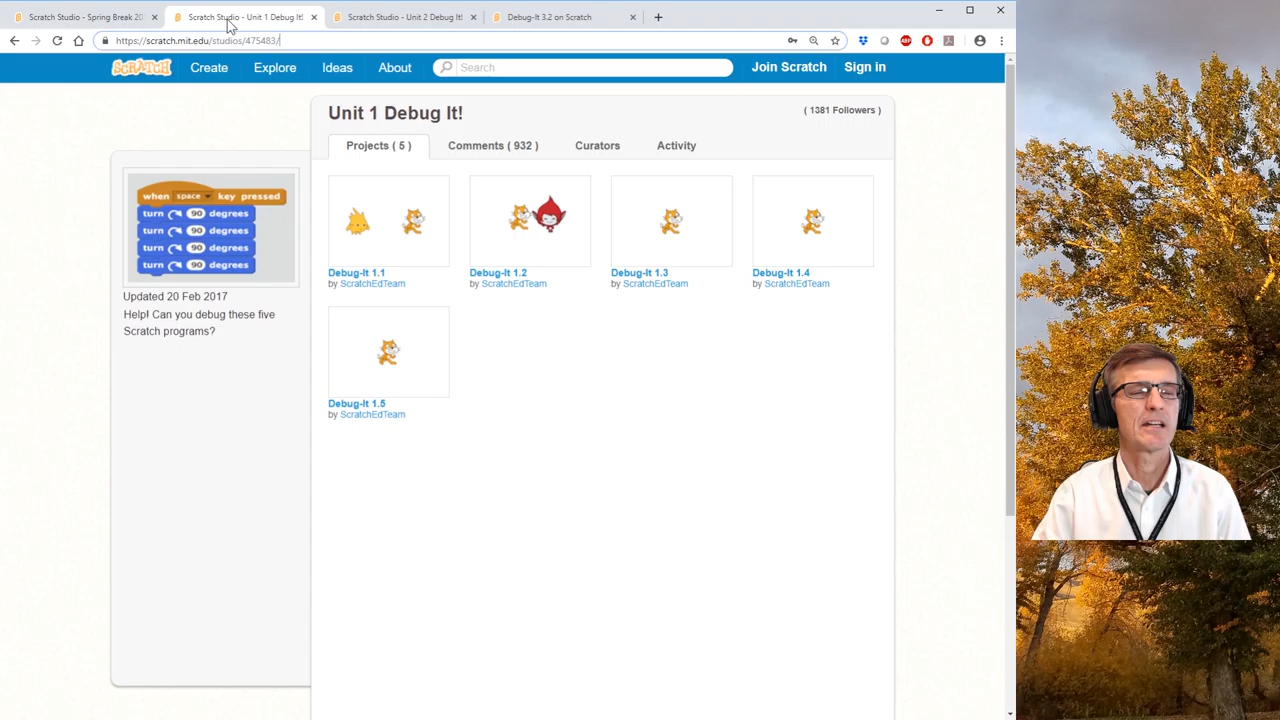 Scratch Studio - Spring Break 20
Scratch Studio - Unit 1 Debug It!
Scratch Studio - Unit 2 Debug It!
Debug-It 3.2 on Scratch
https://scratch.mit.edu/studios/475483/
SCRATCH
Create
Explore
Ideas
About
Search
Join Scratch
Sign in
Unit 1 Debug It!
( 1381 Followers )
Projects ( 5 )
Comments ( 932 )
Curators
Activity
when space key pressed
turn 90 degrees
turn 90 degrees
turn 90 degrees
turn 90 degrees
Updated 20 Feb 2017
Help! Can you debug these five
Scratch programs?
Debug-It 1.1
by ScratchEdTeam
Debug-It 1.2
by ScratchEdTeam
Debug-It 1.3
by ScratchEdTeam
Debug-It 1.4
by ScratchEdTeam
Debug-It 1.5
by ScratchEdTeam